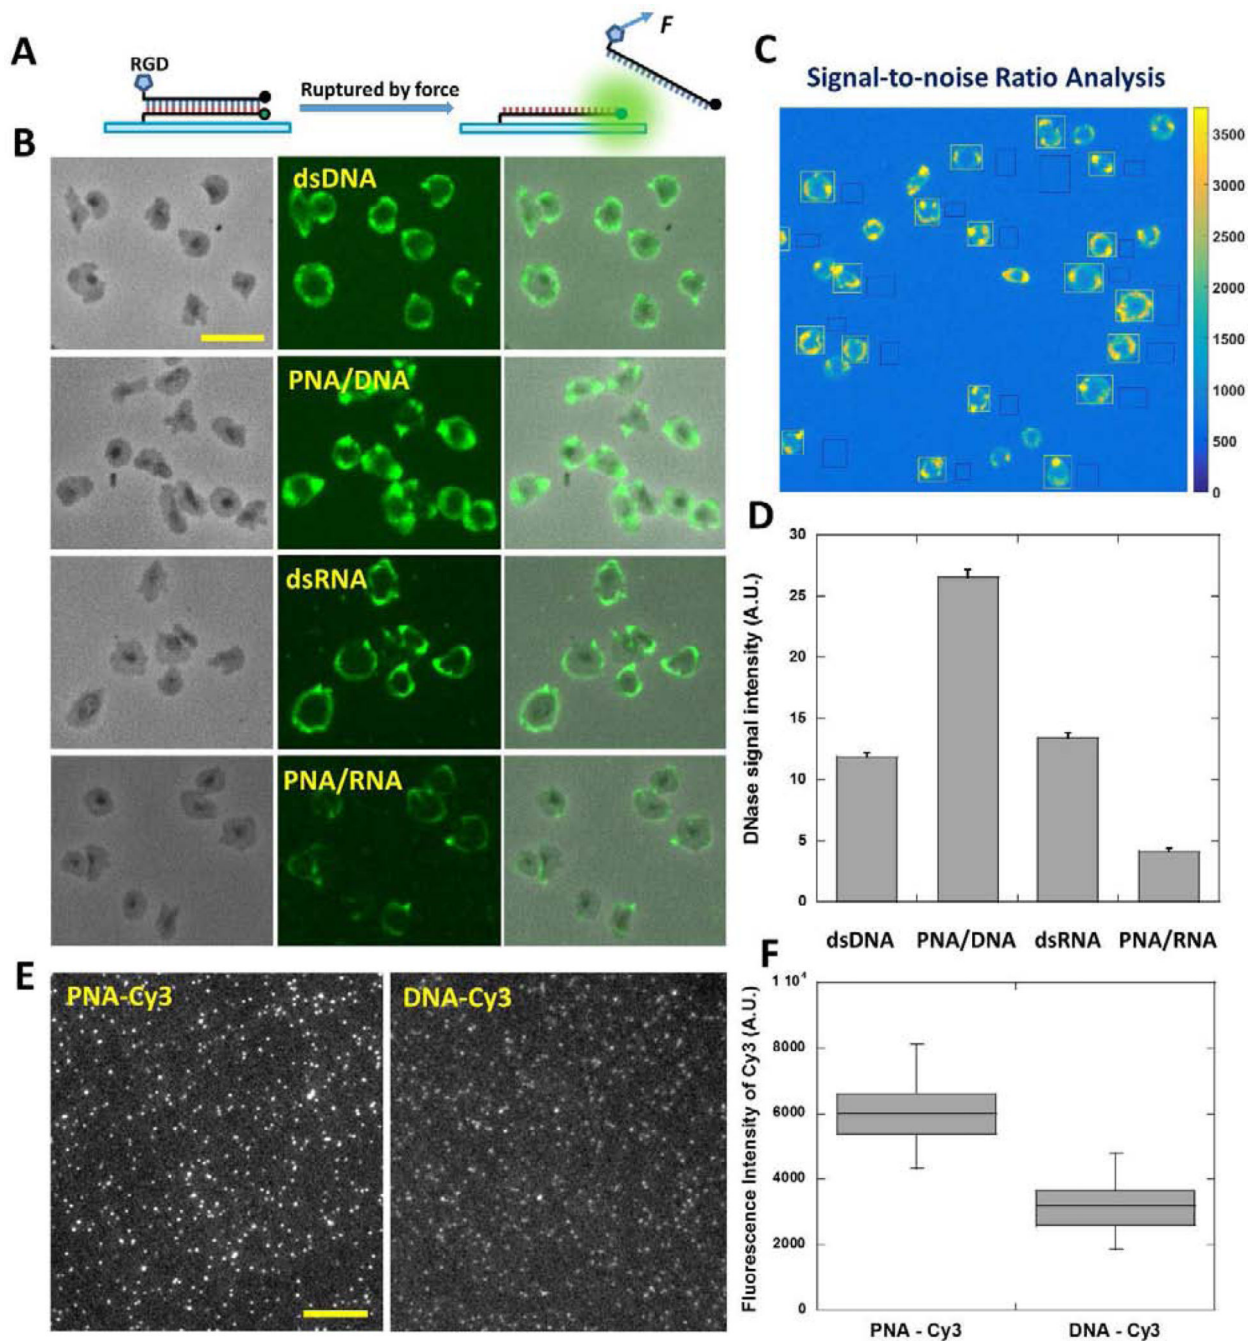 A
RGD
Ruptured by force
F
B
dsDNA
PNA/DNA
dsRNA
PNA/RNA
C
Signal-to-noise Ratio Analysis
3500
3000
2500
2000
1500
1000
500
0
D
DNase signal intensity (A.U.)
30
25
20
15
10
5
0
dsDNA
PNA/DNA
dsRNA
PNA/RNA
E
PNA-Cy3
DNA-Cy3
F
Fluorescence Intensity of Cy3 (A.U.)
1 10⁴
8000
6000
4000
2000
0
PNA - Cy3
DNA - Cy3